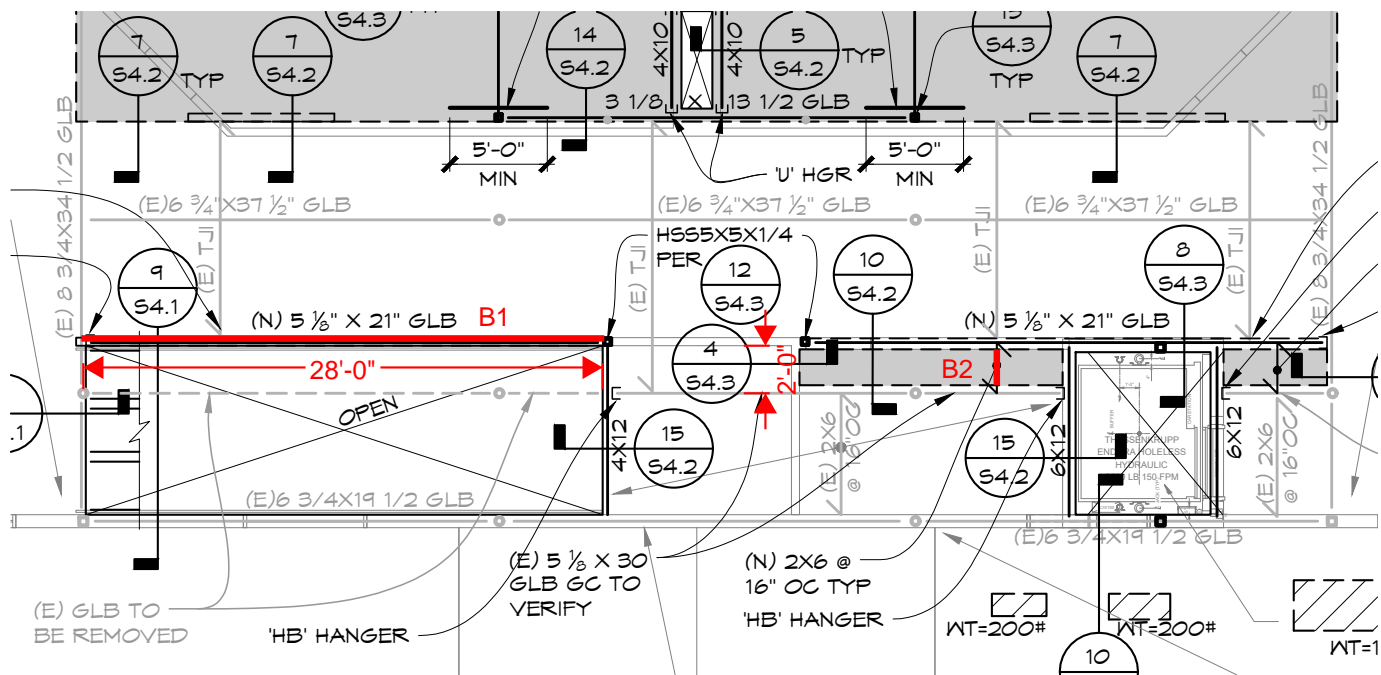 S4.3
TYP
7
S4.2
TYP
7
S4.2
14
S4.2
4X10
4X10
5
S4.2
TYP
S4.3
TYP
7
S4.2
3 1/8 X 13 1/2 GLB
5'-0"
MIN
5'-0"
MIN
'U' HGR
(E) 8 3/4X34 1/2 GLB
(E) 8 3/4X34 1/2 GLB
(E)6 ¾"X37 ½" GLB
(E)6 ¾"X37 ½" GLB
(E)6 ¾"X37 ½" GLB
(E) TJI
(E) TJI
(E) TJI
(E) TJI
HSS5X5X1/4
PER
12
S4.3
10
S4.2
8
S4.3
9
S4.1
(N) 5 ⅛" X 21" GLB
B1
(N) 5 ⅛" X 21" GLB
4
S4.3
2'-0"
B2
28'-0"
OPEN
.1
15
S4.2
4X12
(E) 2X6
@ 16"OC
15
S4.2
6X12
6X12
(E) 2X6
@ 16"OC
HYDRAULIC
LB 150 FPM
(E)6 3/4X19 1/2 GLB
(E)6 3/4X19 1/2 GLB
(E) 5 ⅛ X 30
GLB GC TO
VERIFY
(N) 2X6 @
16" OC TYP
'HB' HANGER
'HB' HANGER
(E) GLB TO
BE REMOVED
WT=200#
WT=200#
WT=1
10